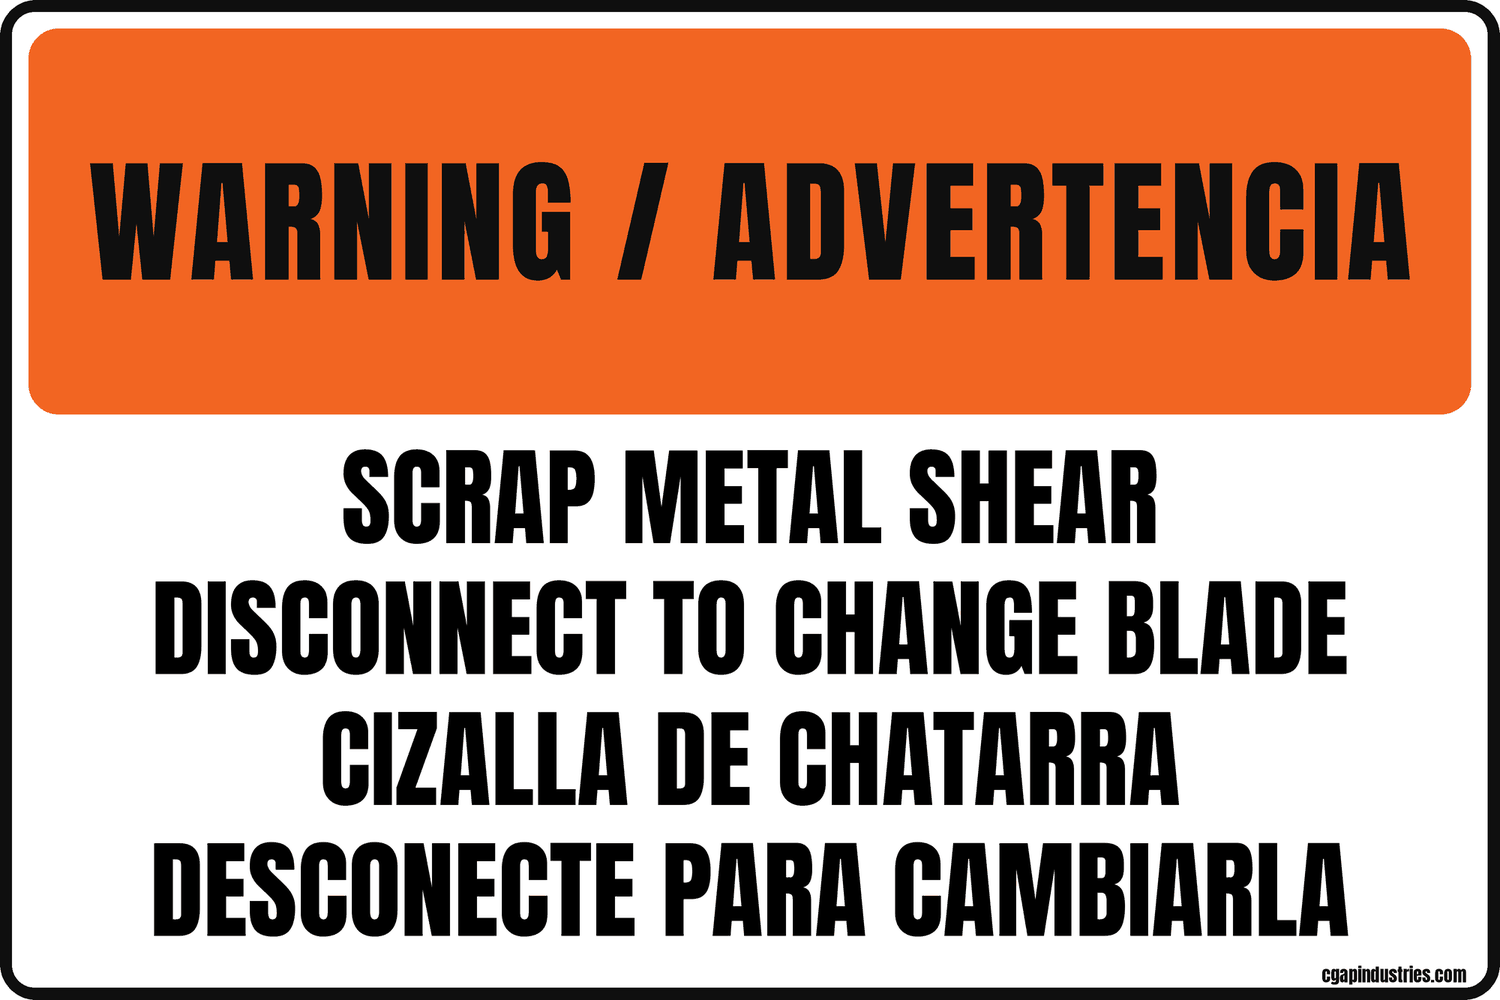 WARNING / ADVERTENCIA
SCRAP METAL SHEAR
DISCONNECT TO CHANGE BLADE
CIZALLA DE CHATARRA
DESCONECTE PARA CAMBIARLA
cgapindustries.com